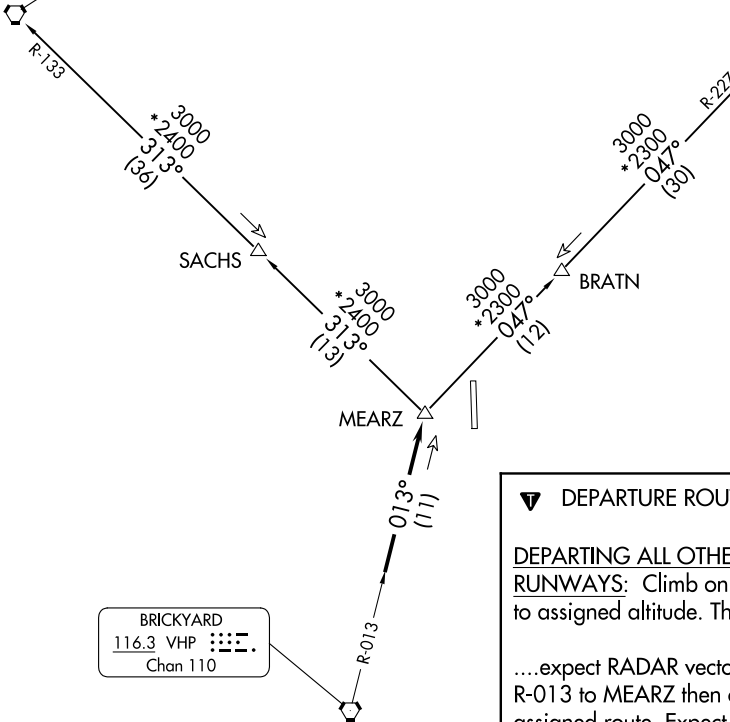 R-133
3000
*2400
313°
(36)
R-227
3000
*2300
047°
(30)
SACHS
BRATN
3000
*2400
313°
(13)
3000
*2300
047°
(12)
MEARZ
013°
(11)
R-013
BRICKYARD
116.3 VHP
Chan 110
T DEPARTURE ROU
DEPARTING ALL OTHE
RUNWAYS: Climb on
to assigned altitude. Th
....expect RADAR vecto
R-013 to MEARZ then
assigned route. Expect